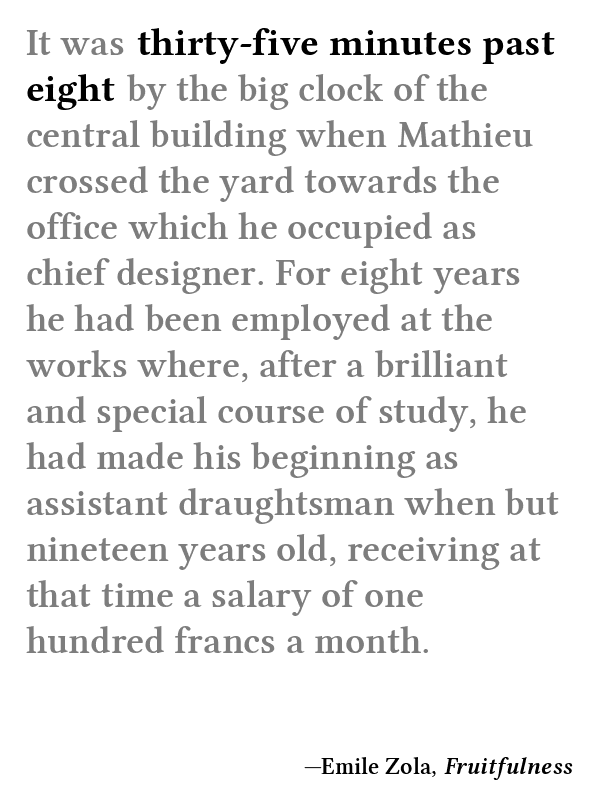 It was thirty-five minutes past
eight by the big clock of the
central building when Mathieu
crossed the yard towards the
office which he occupied as
chief designer. For eight years
he had been employed at the
works where, after a brilliant
and special course of study, he
had made his beginning as
assistant draughtsman when but
nineteen years old, receiving at
that time a salary of one
hundred francs a month.
—Emile Zola, Fruitfulness